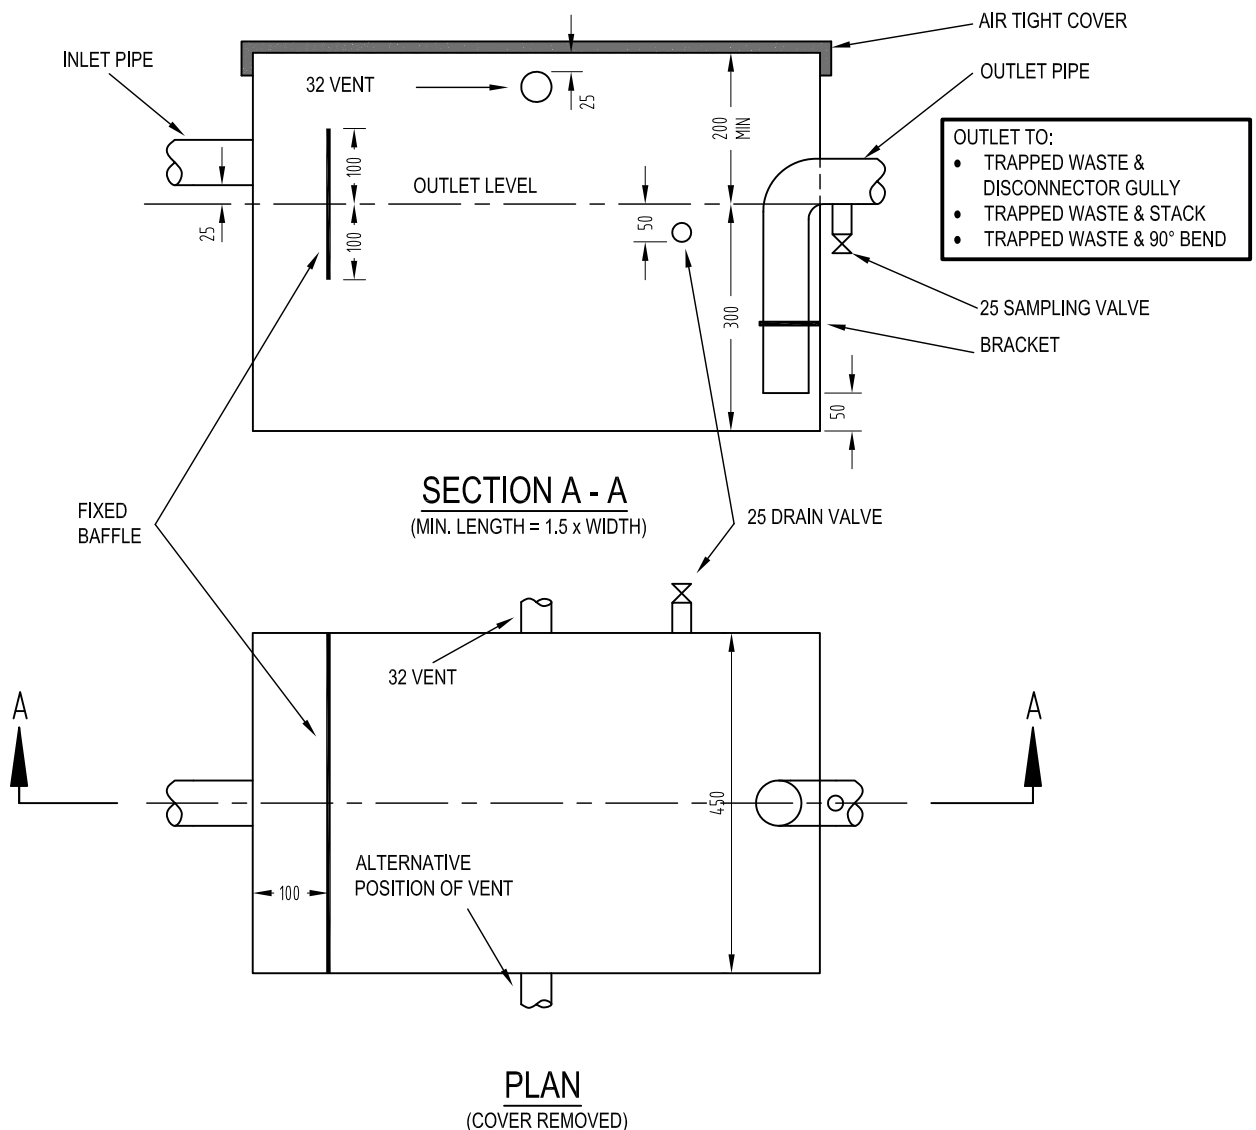 AIR TIGHT COVER
INLET PIPE
OUTLET PIPE
32 VENT
25
200
MIN
OUTLET TO:
• TRAPPED WASTE &
DISCONNECTOR GULLY
• TRAPPED WASTE & STACK
• TRAPPED WASTE & 90° BEND
100
OUTLET LEVEL
25
100
50
300
25 SAMPLING VALVE
BRACKET
50
SECTION A - A
(MIN. LENGTH = 1.5 x WIDTH)
FIXED
BAFFLE
25 DRAIN VALVE
32 VENT
A
A
450
ALTERNATIVE
POSITION OF VENT
100
PLAN
(COVER REMOVED)